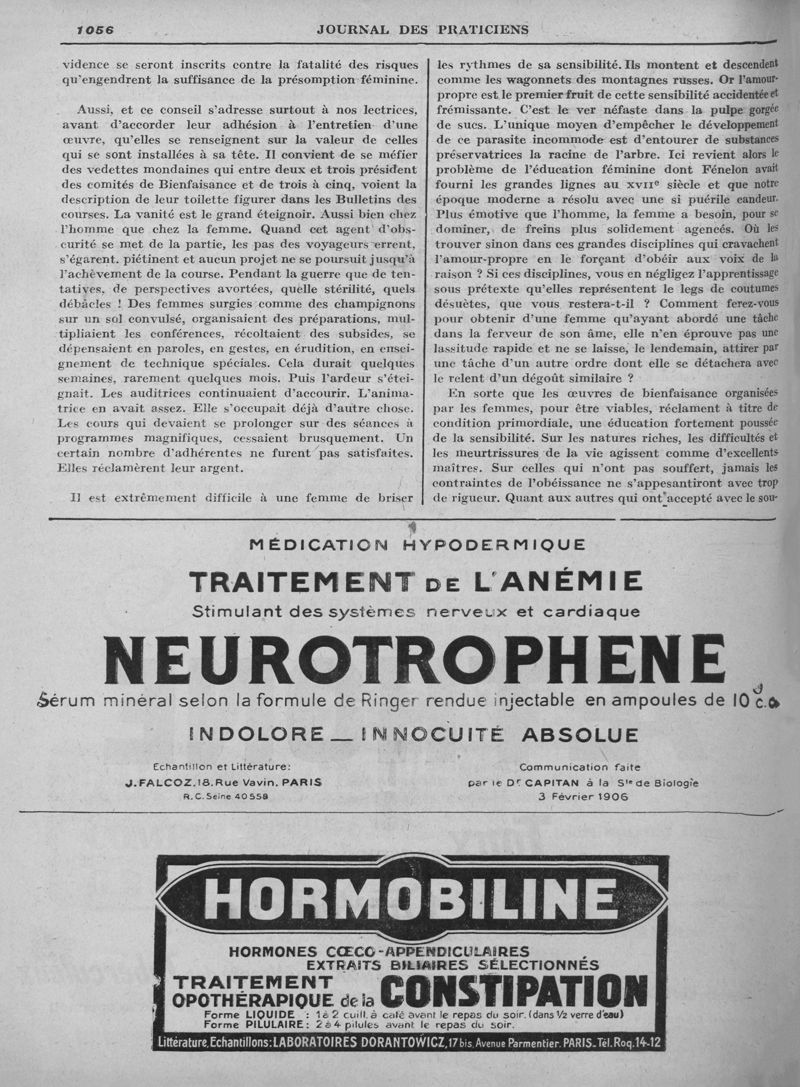 1056
JOURNAL DES PRATICIENS
vidence se seront inscrits contre la fatalité des risques
qu'engendrent la suffisance de la présomption féminine.
Aussi, et ce conseil s'adresse surtout à nos lectrices,
avant d'accorder leur adhésion à l'entretien d'une
œuvre, qu'elles se renseignent sur la valeur de celles
qui se sont installées à sa tête. Il convient de se méfier
des vedettes mondaines qui entre deux et trois président
des comités de Bienfaisance et de trois à cinq, voient la
description de leur toilette figurer dans les Bulletins des
courses. La vanité est le grand éteignoir. Aussi bien chez
l'homme que chez la femme. Quand cet agent d'obs-
curité se met de la partie, les pas des voyageurs errent,
s'égarent. piétinent et aucun projet ne se poursuit jusqu'à
l'achèvement de la course. Pendant la guerre que de ten-
tatives, de perspectives avortées, quelle stérilité, quels
débâcles ! Des femmes surgies comme des champignons
sur un sol convulsé, organisaient des préparations, mul-
tipliaient les conférences, récoltaient des subsides, se
dépensaient en paroles, en gestes, en érudition, en ensei-
gnement de technique spéciales. Cela durait quelques
semaines, rarement quelques mois. Puis l'ardeur s'étei-
gnait. Les auditrices continuaient d'accourir. L'anima-
trice en avait assez. Elle s'occupait déjà d'autre chose.
Les cours qui devaient se prolonger sur des séances à
programmes magnifiques, cessaient brusquement. Un
certain nombre d'adhérentes ne furent pas satisfaites.
Elles réclamèrent leur argent.
Il est extrêmement difficile à une femme de briser
les rythmes de sa sensibilité. Ils montent et descendent
comme les wagonnets des montagnes russes. Or l'amour-
propre est le premier fruit de cette sensibilité accidentée et
frémissante. C'est le ver néfaste dans la pulpe gorgée
de sucs. L'unique moyen d'empêcher le développement
de ce parasite incommode est d'entourer de substances
préservatrices la racine de l'arbre. Ici revient alors le
problème de l'éducation féminine dont Fénelon avait
fourni les grandes lignes au XVIIe siècle et que notre
époque moderne a résolu avec une si puérile candeur.
Plus émotive que l'homme, la femme a besoin, pour se
dominer, de freins plus solidement agencés. Où les
trouver sinon dans ces grandes disciplines qui cravachent
l'amour-propre en le forçant d'obéir aux voix de la
raison ? Si ces disciplines, vous en négligez l'apprentissage
sous prétexte qu'elles représentent le legs de coutumes
désuètes, que vous restera-t-il ? Comment ferez-vous
pour obtenir d'une femme qu'ayant abordé une tâche
dans la ferveur de son âme, elle n'en éprouve pas une
lassitude rapide et ne se laisse, le lendemain, attirer par
une tâche d'un autre ordre dont elle se détachera avec
le relent d'un dégoût similaire ?
En sorte que les œuvres de bienfaisance organisées
par les femmes, pour être viables, réclament à titre de
condition primordiale, une éducation fortement poussée
de la sensibilité. Sur les natures riches, les difficultés et
les meurtrissures de la vie agissent comme d'excellents
maîtres. Sur celles qui n'ont pas souffert, jamais les
contraintes de l'obéissance ne s'appesantiront avec trop
de rigueur. Quant aux autres qui ont accepté avec le sou-
MÉDICATION HYPODERMIQUE
TRAITEMENT DE L'ANÉMIE
Stimulant des systèmes nerveux et cardiaque
NEUROTROPHENE
Sérum minéral selon la formule de Ringer rendue injectable en ampoules de 10 c.c.
INDOLORE — INNOCUITÉ ABSOLUE
Echantillon et Littérature:
J. FALCOZ, 18, Rue Vavin, PARIS
R.C. Seine 40558
Communication faite
par le Dr CAPITAN à la Sté de Biologie
3 Février 1906
HORMOBILINE
HORMONES CŒCO-APPENDICULAIRES
EXTRAITS BILIAIRES SÉLECTIONNÉS
TRAITEMENT
OPOTHÉRAPIQUE de la CONSTIPATION
Forme LIQUIDE : 1 à 2 cuill. à café avant le repas du soir. (dans 1/2 verre d'eau)
Forme PILULAIRE : 2 à 4 pilules avant le repas du soir.
Littérature, Echantillons: LABORATOIRES DORANTOWICZ, 17 bis, Avenue Parmentier. PARIS_Tél. Roq. 14-12